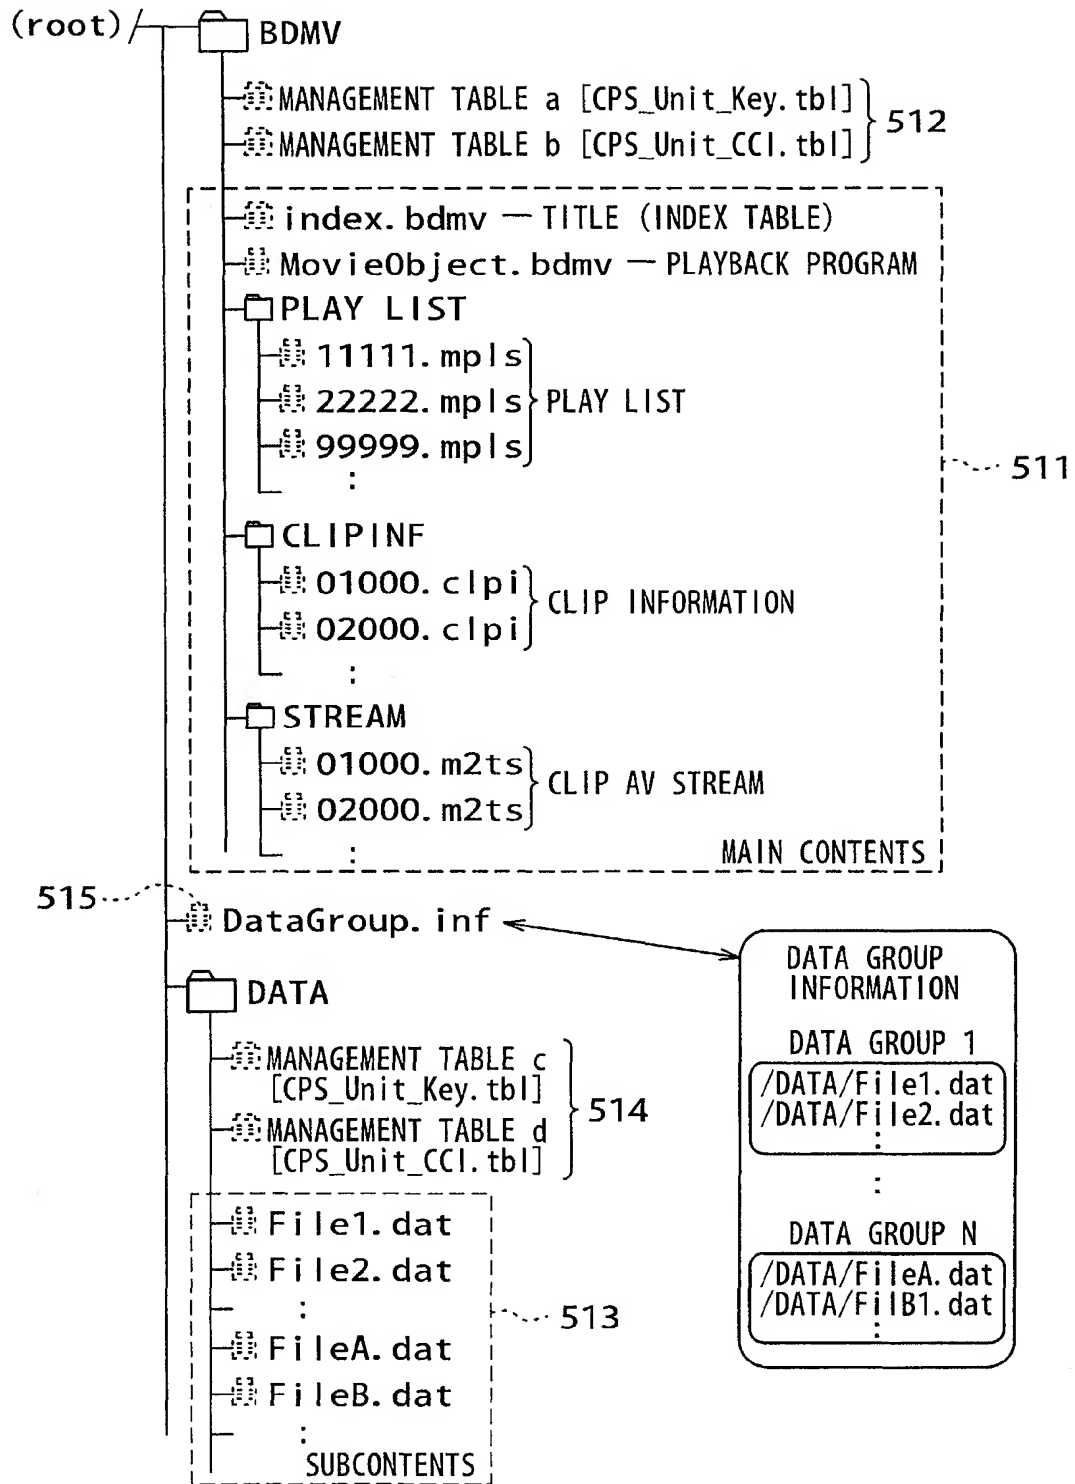 (root)/
BDMV
MANAGEMENT TABLE a [CPS_Unit_Key.tbl]
MANAGEMENT TABLE b [CPS_Unit_CCI.tbl]
512
index.bdmv — TITLE (INDEX TABLE)
MovieObject.bdmv — PLAYBACK PROGRAM
PLAY LIST
11111.mpls
22222.mpls
99999.mpls
:
PLAY LIST
511
CLIPINF
01000.clpi
02000.clpi
:
CLIP INFORMATION
STREAM
01000.m2ts
02000.m2ts
:
CLIP AV STREAM
MAIN CONTENTS
515
DataGroup.inf
DATA
MANAGEMENT TABLE c
[CPS_Unit_Key.tbl]
MANAGEMENT TABLE d
[CPS_Unit_CCI.tbl]
514
File1.dat
File2.dat
:
FileA.dat
FileB.dat
:
SUBCONTENTS
513
DATA GROUP
INFORMATION
DATA GROUP 1
/DATA/File1.dat
/DATA/File2.dat
:
:
DATA GROUP N
/DATA/FileA.dat
/DATA/FilB1.dat
: